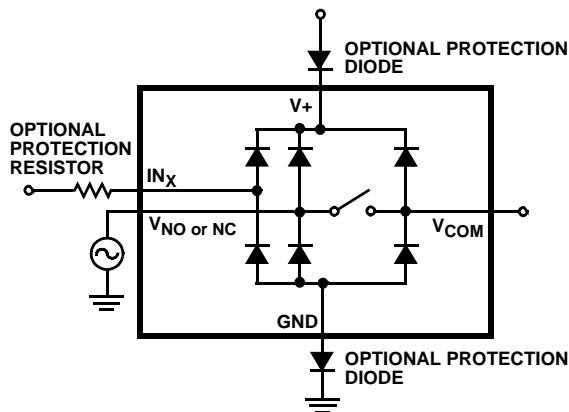 OPTIONAL PROTECTION
DIODE
V+
OPTIONAL
PROTECTION
RESISTOR
INX
VNO or NC
VCOM
GND
OPTIONAL PROTECTION
DIODE